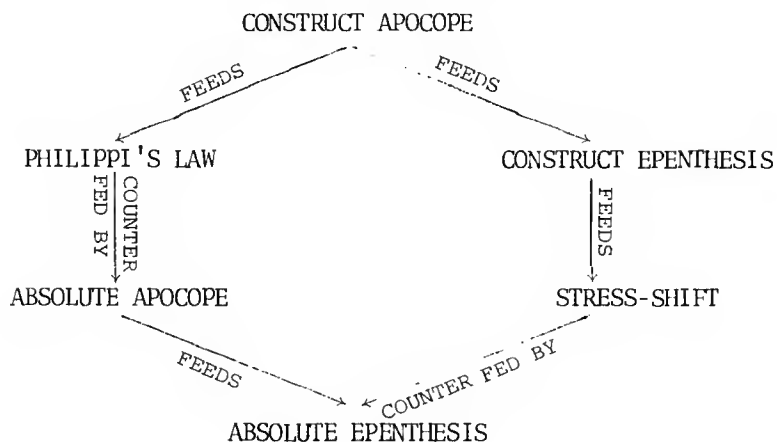 CONSTRUCT APOCOPE
FEEDS
FEEDS
PHILIPPI'S LAW
CONSTRUCT EPENTHESIS
COUNTER
FED BY
FEEDS
ABSOLUTE APOCOPE
STRESS-SHIFT
FEEDS
COUNTER FED BY
ABSOLUTE EPENTHESIS